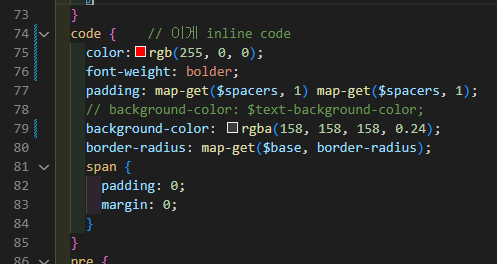 73 }
74 code { // 이게 inline code
75 color: rgb(255, 0, 0);
76 font-weight: bolder;
77 padding: map-get($spacers, 1) map-get($spacers, 1);
78 // background-color: $text-background-color;
79 background-color: rgba(158, 158, 158, 0.24);
80 border-radius: map-get($base, border-radius);
81 span {
82 padding: 0;
83 margin: 0;
84 }
85 }
86 pre {